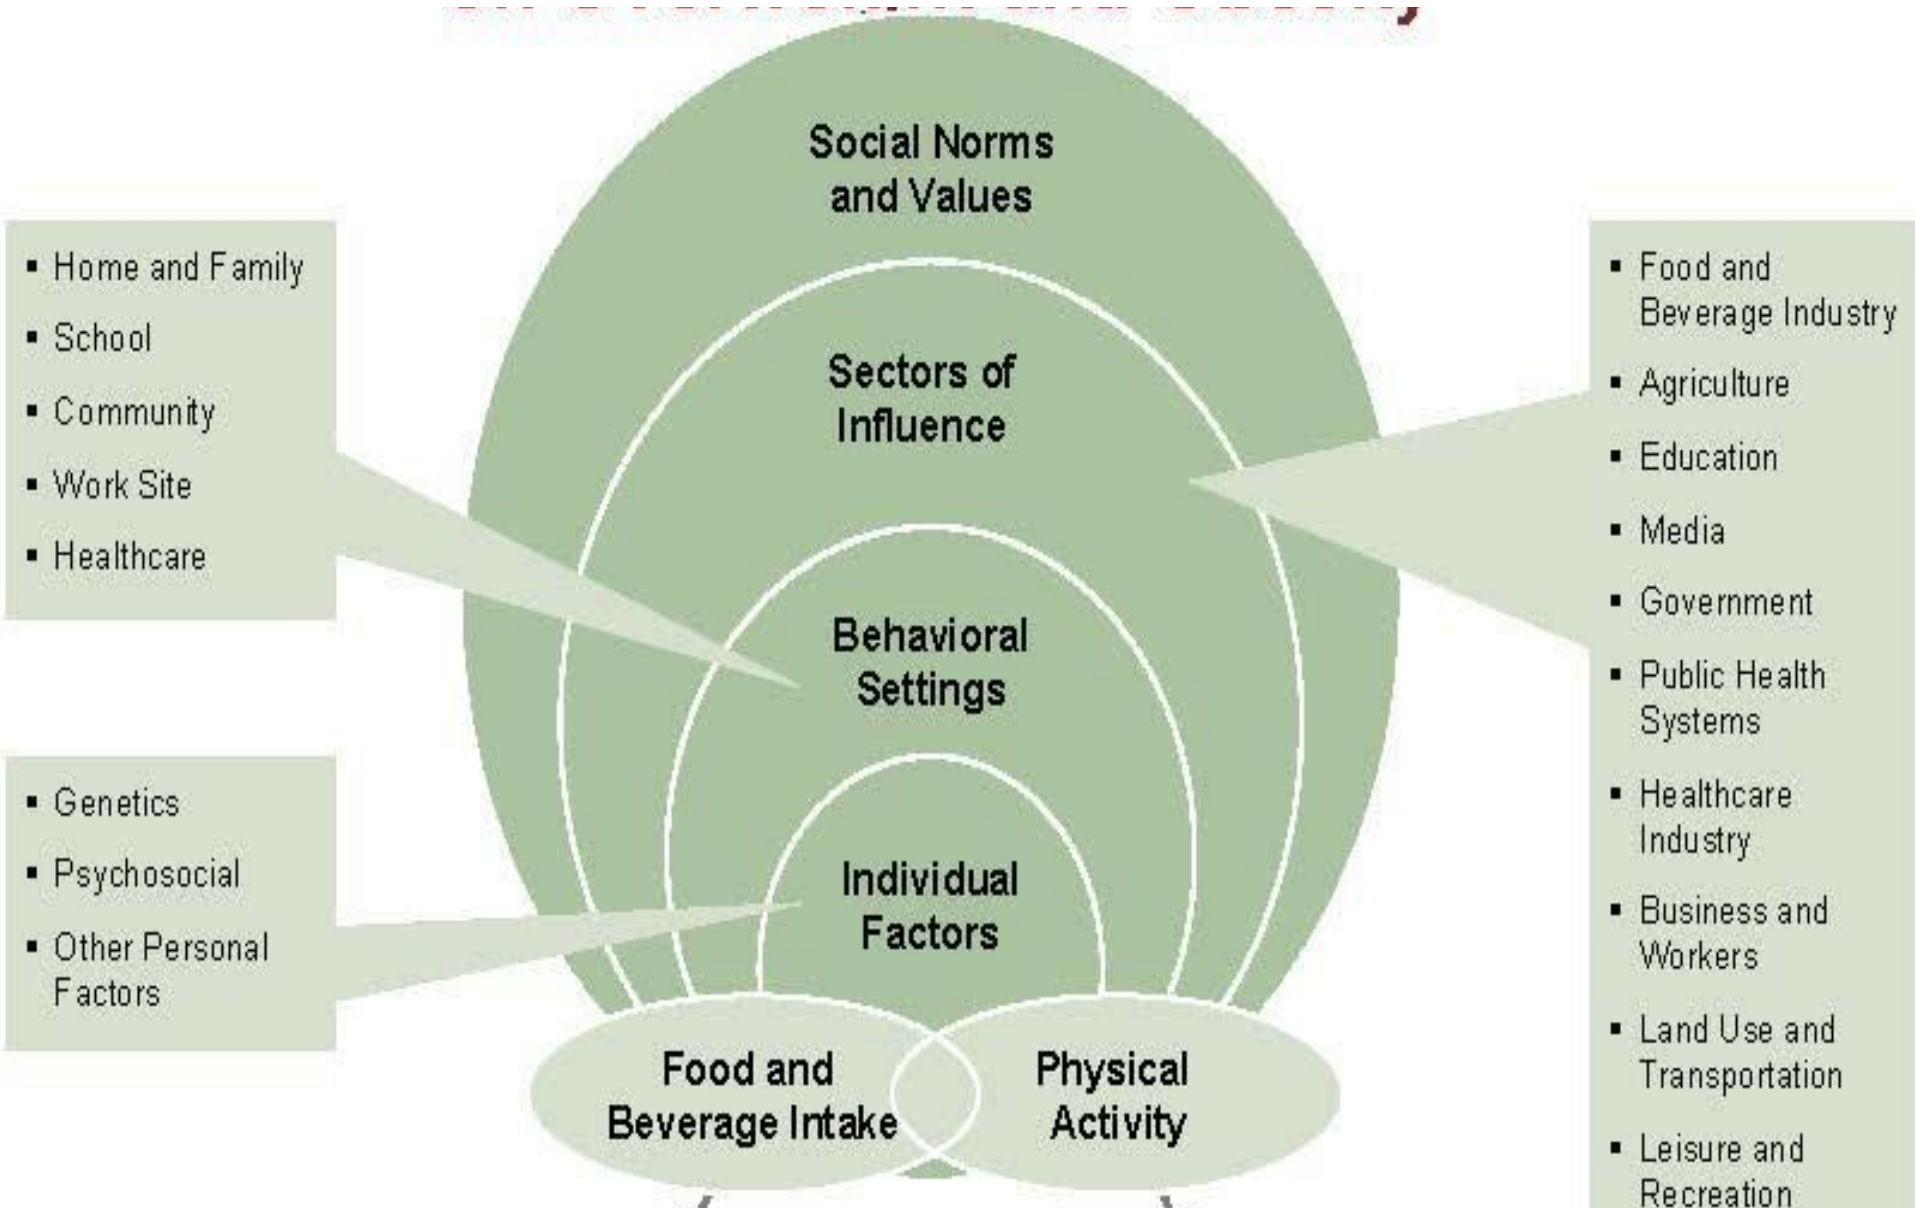 Social Norms
and Values
Sectors of
Influence
Behavioral
Settings
Individual
Factors
Food and
Beverage Intake
Physical
Activity
▪ Home and Family
▪ School
▪ Community
▪ Work Site
▪ Healthcare
▪ Genetics
▪ Psychosocial
▪ Other Personal
Factors
▪ Food and
Beverage Industry
▪ Agriculture
▪ Education
▪ Media
▪ Government
▪ Public Health
Systems
▪ Healthcare
Industry
▪ Business and
Workers
▪ Land Use and
Transportation
▪ Leisure and
Recreation